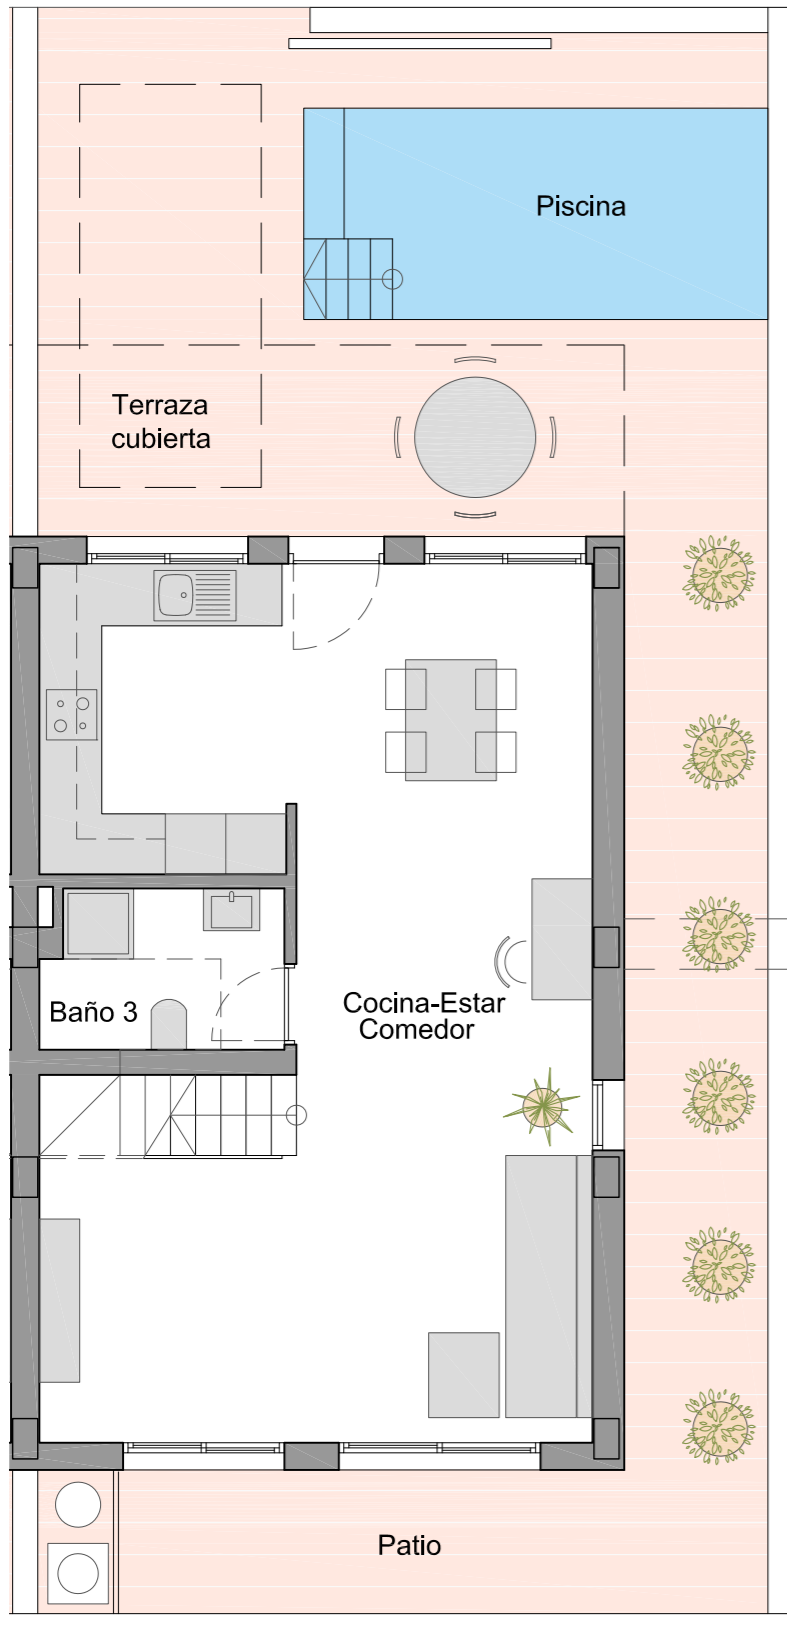 Piscina
Terraza
cubierta
Cocina-Estar
Comedor
Baño 3
Patio